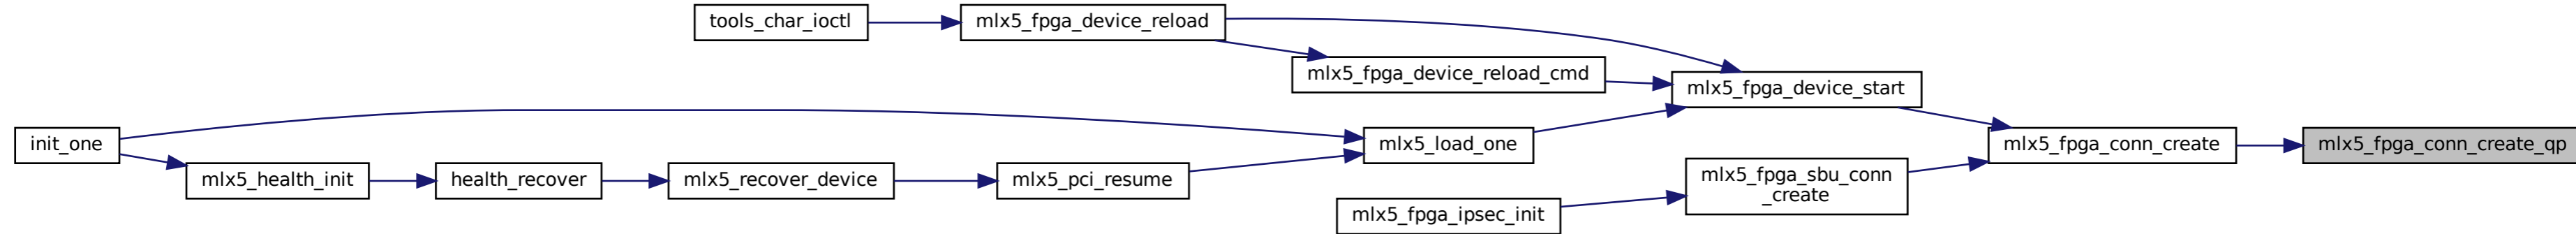 tools_char_ioctl
mlx5_fpga_device_reload
mlx5_fpga_device_reload_cmd
mlx5_fpga_device_start
init_one
mlx5_load_one
mlx5_fpga_conn_create
mlx5_fpga_conn_create_qp
mlx5_health_init
health_recover
mlx5_recover_device
mlx5_pci_resume
mlx5_fpga_sbu_conn
_create
mlx5_fpga_ipsec_init